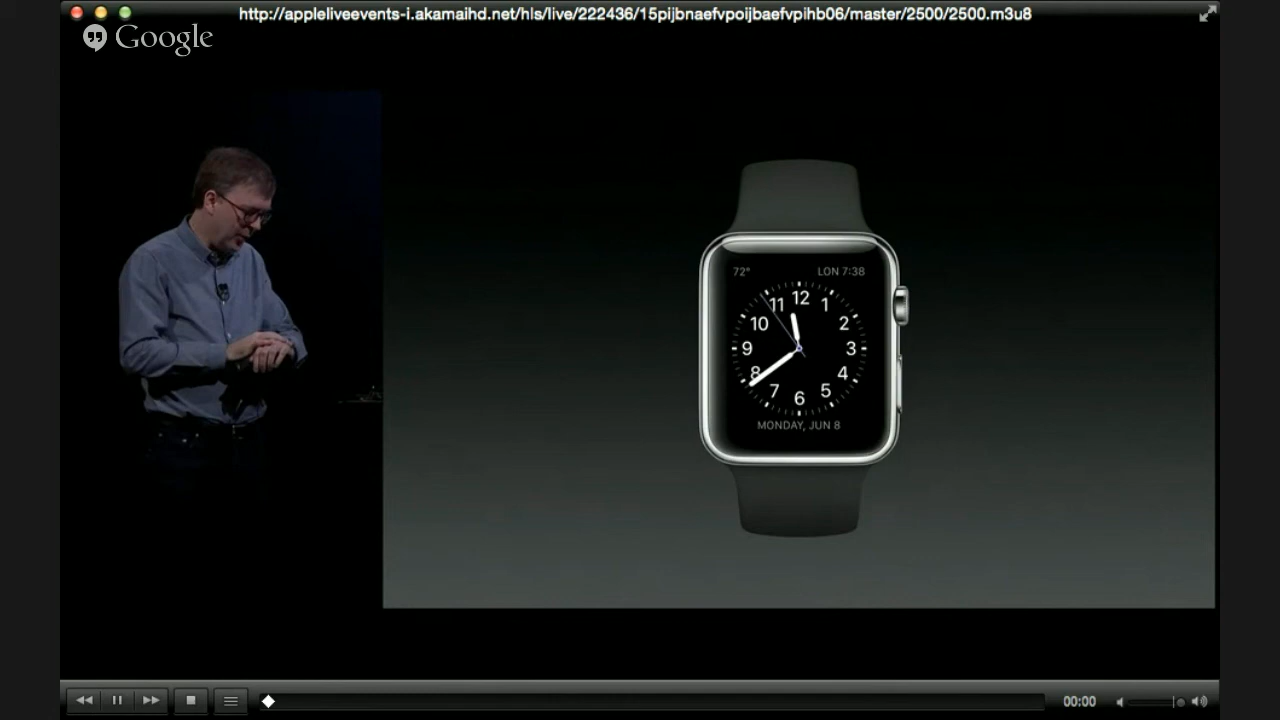 http://appleliveevents-i.akamaihd.net/hls/live/222436/15pijbnaefvpoijbaefvpihb06/master/2500/2500.m3u8
Google
72° LON 7:38
12
11 1
10 2
9 3
8 4
7 5
6
MONDAY, JUN 8
00:00